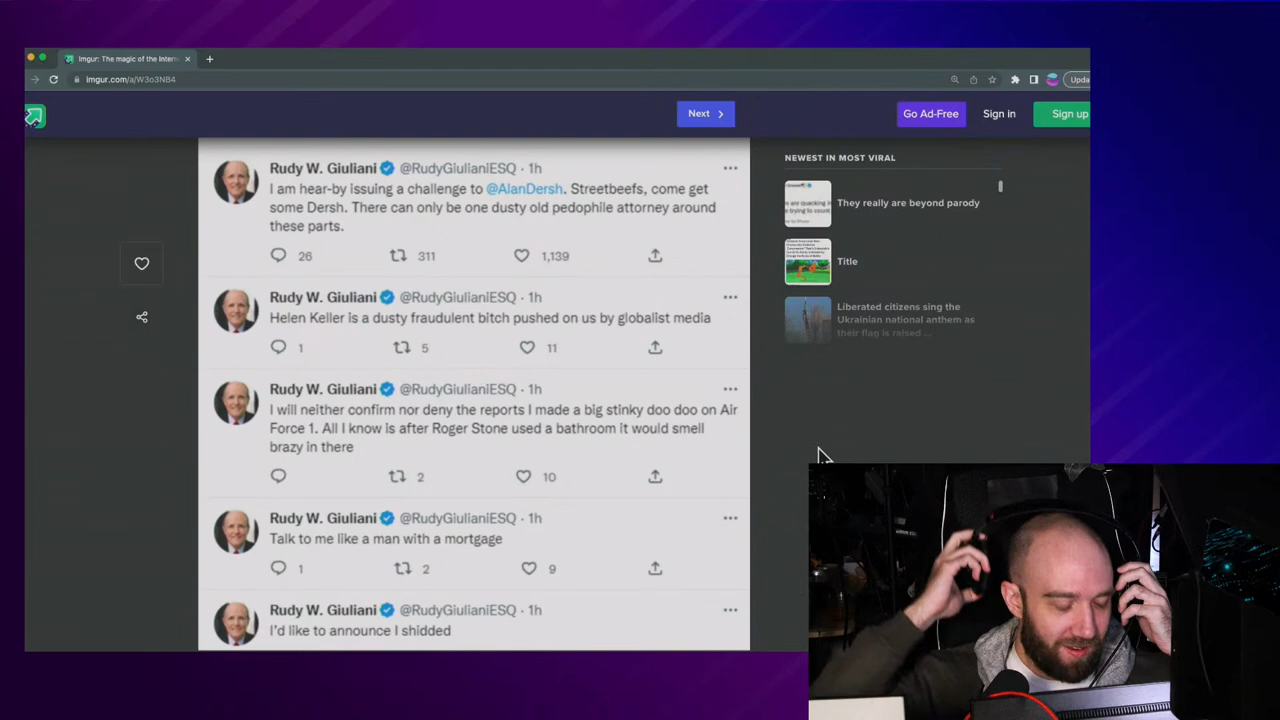 Imgur: The magic of the Intern
imgur.com/a/W3o3NB4
Upda
Next
Go Ad-Free
Sign in
Sign up
Rudy W. Giuliani @RudyGiulianiESQ · 1h
I am hear-by issuing a challenge to @AlanDersh. Streetbeefs, come get
some Dersh. There can only be one dusty old pedophile attorney around
these parts.
26 311 1,139
Rudy W. Giuliani @RudyGiulianiESQ · 1h
Helen Keller is a dusty fraudulent bitch pushed on us by globalist media
1 5 11
Rudy W. Giuliani @RudyGiulianiESQ · 1h
I will neither confirm nor deny the reports I made a big stinky doo doo on Air
Force 1. All I know is after Roger Stone used a bathroom it would smell
brazy in there
2 10
Rudy W. Giuliani @RudyGiulianiESQ · 1h
Talk to me like a man with a mortgage
1 2 9
Rudy W. Giuliani @RudyGiulianiESQ · 1h
I'd like to announce I shidded
NEWEST IN MOST VIRAL
They really are beyond parody
Title
Liberated citizens sing the
Ukrainian national anthem as
their flag is raised ...